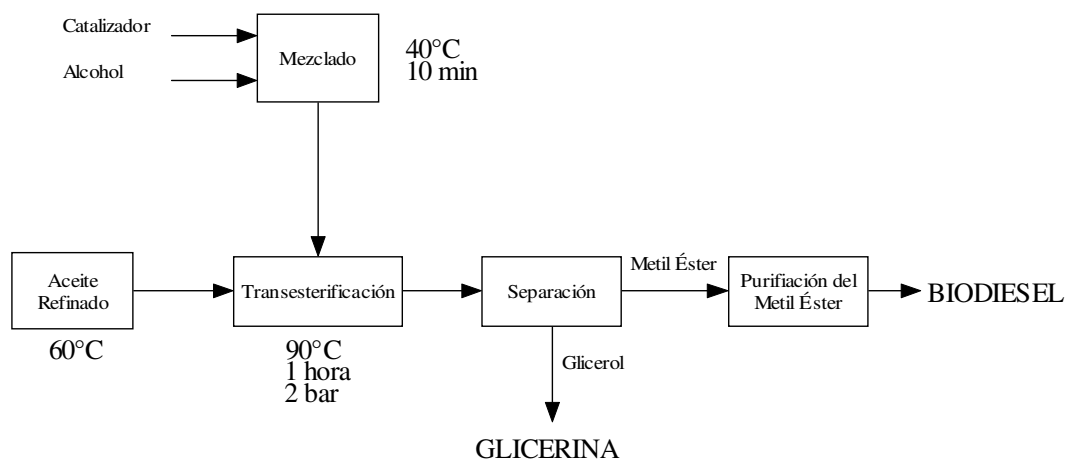 Catalizador
Alcohol
Mezclado
40°C
10 min
Aceite
Refinado
60°C
Transesterificación
90°C
1 hora
2 bar
Separación
Metil Éster
Purifiación del
Metil Éster
BIODIESEL
Glicerol
GLICERINA